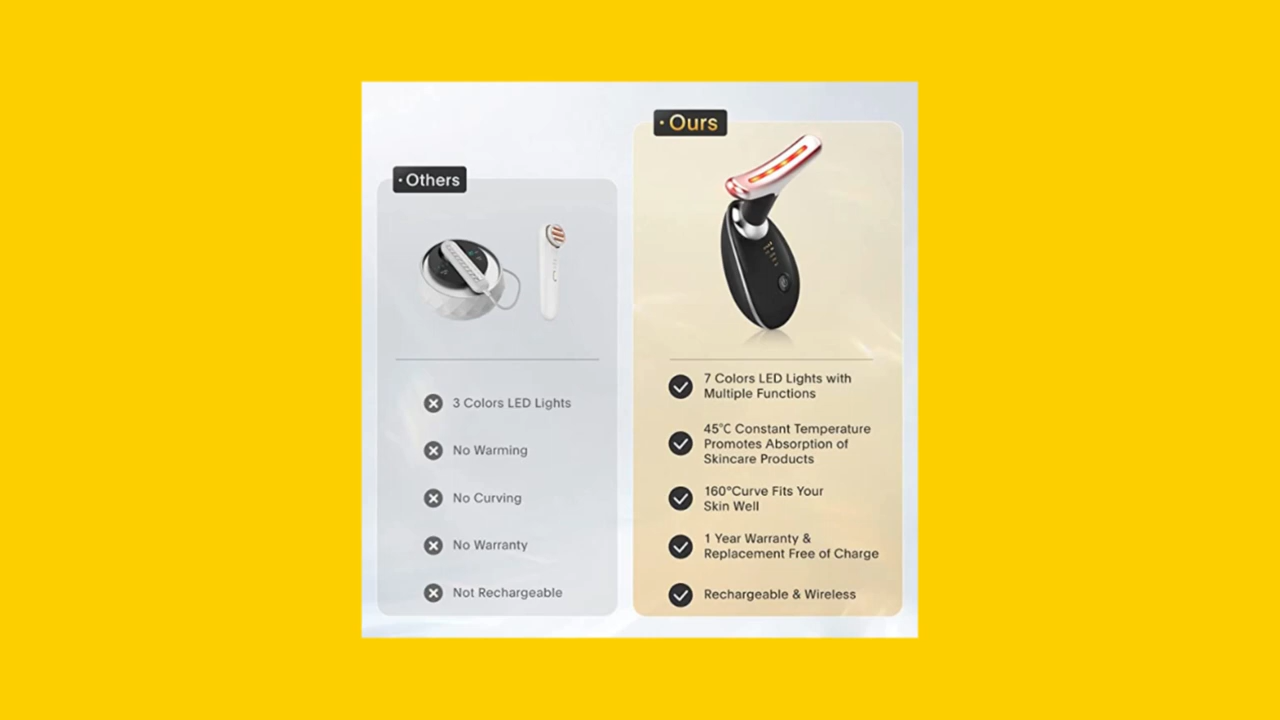 · Others
3 Colors LED Lights
No Warming
No Curving
No Warranty
Not Rechargeable
· Ours
7 Colors LED Lights with
Multiple Functions
45℃ Constant Temperature
Promotes Absorption of
Skincare Products
160°Curve Fits Your
Skin Well
1 Year Warranty &
Replacement Free of Charge
Rechargeable & Wireless